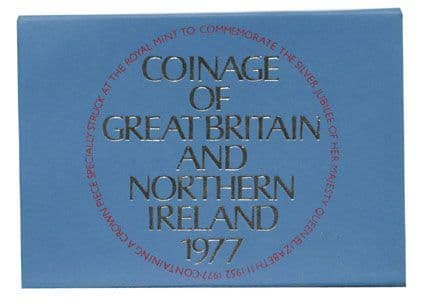 COINAGE
OF
GREAT BRITAIN
AND
NORTHERN
IRELAND
1977
CONTAINING A CROWN PIECE SPECIALLY STRUCK AT THE ROYAL MINT TO COMMEMORATE THE SILVER JUBILEE OF HER MAJESTY QUEEN ELIZABETH II 1952 1977-